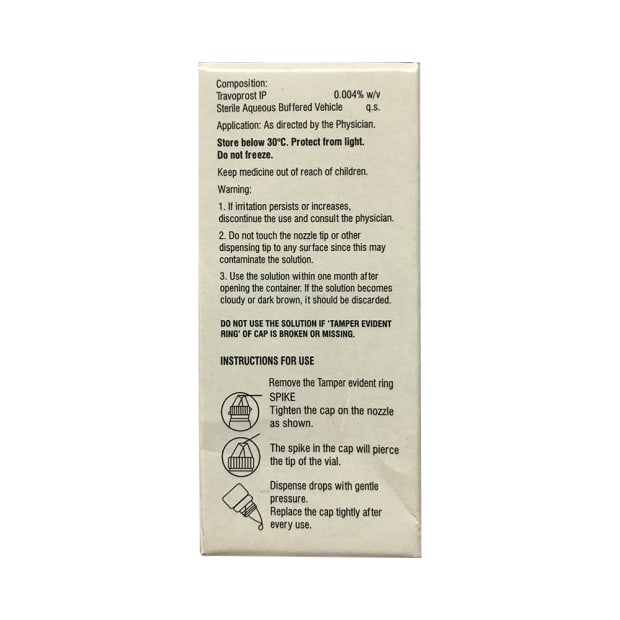 Composition:
Travoprost IP 0.004% w/v
Sterile Aqueous Buffered Vehicle q.s.
Application: As directed by the Physician.
Store below 30°C. Protect from light.
Do not freeze.
Keep medicine out of reach of children.
Warning:
1. If irritation persists or increases,
discontinue the use and consult the physician.
2. Do not touch the nozzle tip or other
dispensing tip to any surface since this may
contaminate the solution.
3. Use the solution within one month after
opening the container. If the solution becomes
cloudy or dark brown, it should be discarded.
DO NOT USE THE SOLUTION IF 'TAMPER EVIDENT
RING' OF CAP IS BROKEN OR MISSING.
INSTRUCTIONS FOR USE
Remove the Tamper evident ring
SPIKE
Tighten the cap on the nozzle
as shown.
The spike in the cap will pierce
the tip of the vial.
Dispense drops with gentle
pressure.
Replace the cap tightly after
every use.